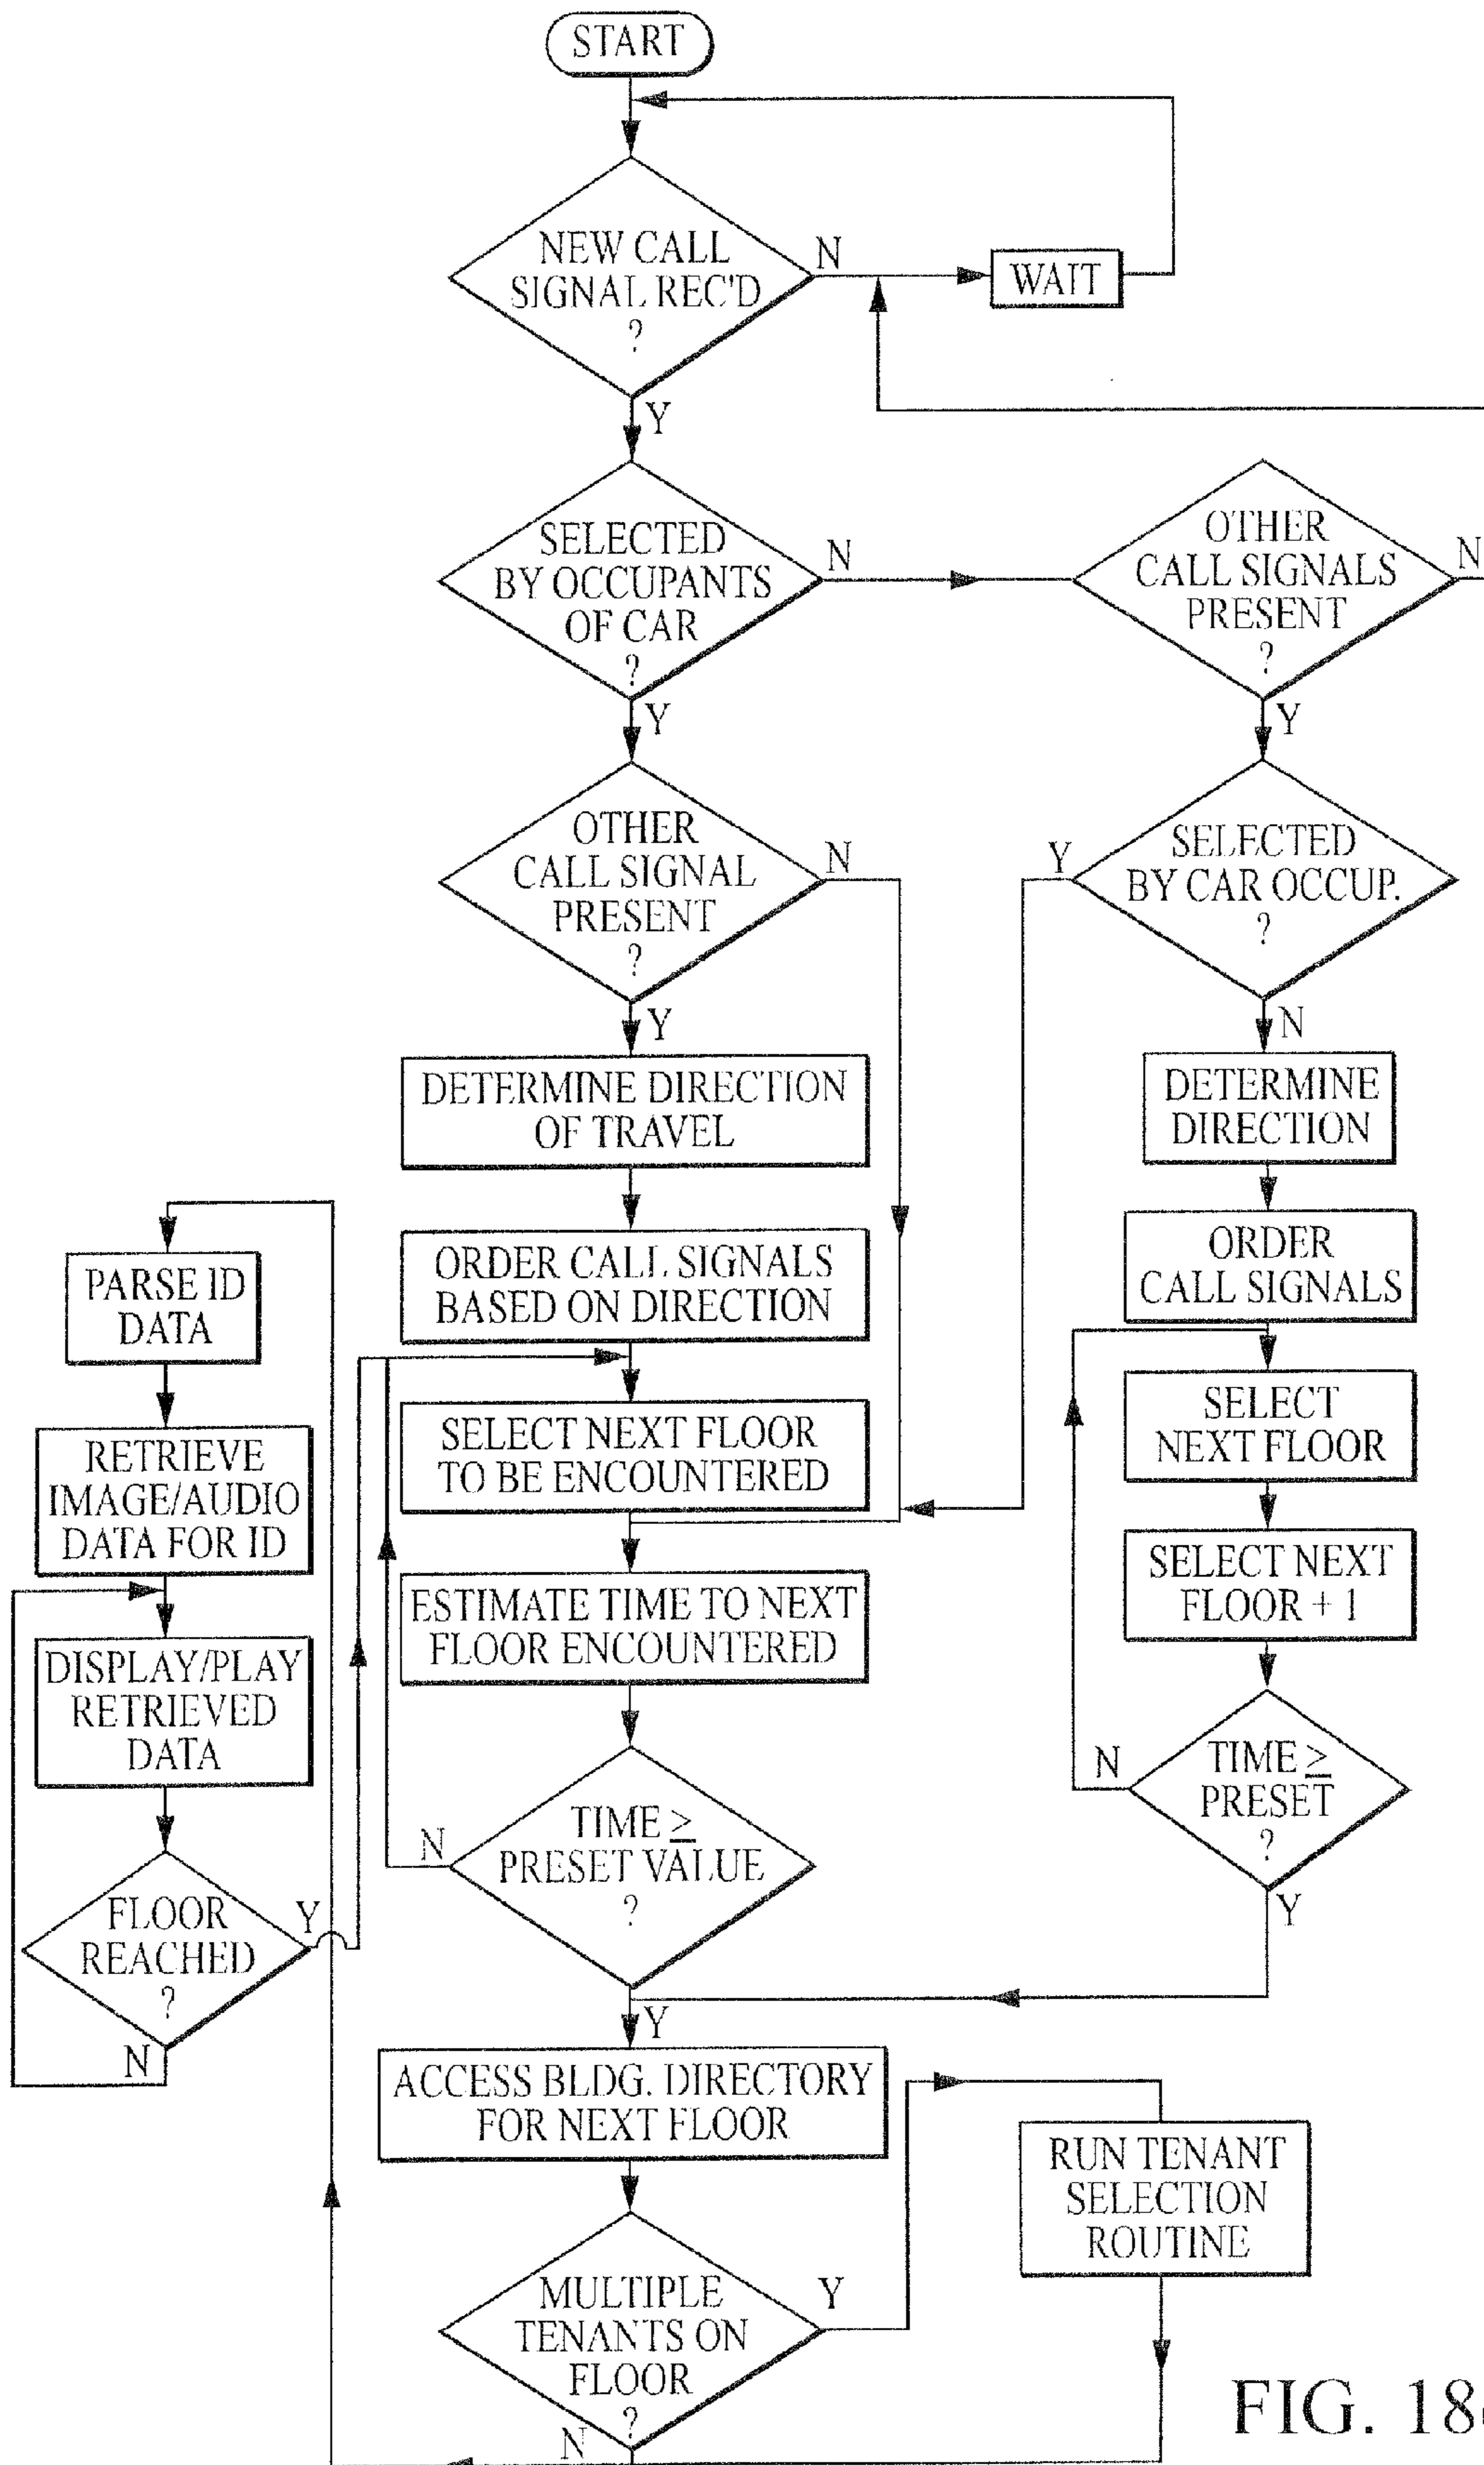 START
NEW CALL
SIGNAL REC'D
?
N
WAIT
Y
SELECTED
BY OCCUPANTS
OF CAR
?
N
OTHER
CALL SIGNALS
PRESENT
?
N
Y
Y
OTHER
CALL SIGNAL
PRESENT
?
N
Y
SELECTED
BY CAR OCCUP.
?
Y
N
DETERMINE DIRECTION
OF TRAVEL
DETERMINE
DIRECTION
ORDER CALL SIGNALS
BASED ON DIRECTION
ORDER
CALL SIGNALS
PARSE ID
DATA
SELECT NEXT FLOOR
TO BE ENCOUNTERED
SELECT
NEXT FLOOR
RETRIEVE
IMAGE/AUDIO
DATA FOR ID
ESTIMATE TIME TO NEXT
FLOOR ENCOUNTERED
SELECT NEXT
FLOOR + 1
DISPLAY/PLAY
RETRIEVED
DATA
TIME ≥
PRESET VALUE
?
N
TIME ≥
PRESET
?
N
Y
FLOOR
REACHED
?
Y
N
Y
ACCESS BLDG. DIRECTORY
FOR NEXT FLOOR
RUN TENANT
SELECTION
ROUTINE
MULTIPLE
TENANTS ON
FLOOR
?
Y
N
FIG. 18